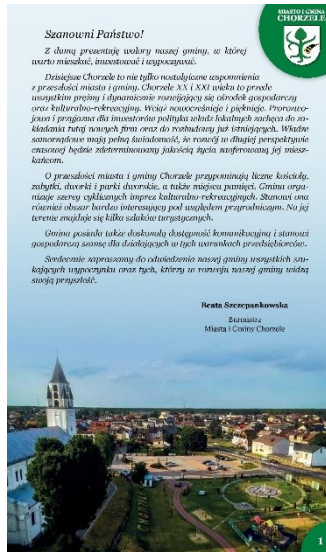 MIASTO I GMINA
CHORZELE
Szanowni Państwo!
Z dumą prezentuję walory naszej gminy, w której
warto mieszkać, inwestować i wypoczywać.
Dzisiejsze Chorzele to nie tylko nostalgiczne wspomnienia
z przeszłości miasta i gminy. Chorzele XX i XXI wieku to przede
wszystkim prężny i dynamicznie rozwijający się ośrodek gospodarczy
oraz kulturalno-rekreacyjny. Wciąż nowocześnieje i pięknieje. Prorozwo-
jowa i przyjazna dla inwestorów polityka władz lokalnych zachęca do za-
kładania tutaj nowych firm oraz do rozbudowy już istniejących. Władze
samorządowe mają pełną świadomość, że rozwój w długiej perspektywie
czasowej będzie zdeterminowany jakością życia zaoferowaną jej miesz-
kańcom.
O przeszłości miasta i gminy Chorzele przypominają liczne kościoły,
zabytki, dworki i parki dworskie, a także miejsca pamięci. Gmina orga-
nizuje szereg cyklicznych imprez kulturalno-rekreacyjnych. Stanowi ona
również obszar bardzo interesujący pod względem przyrodniczym. Na jej
terenie znajduje się kilka szlaków turystycznych.
Gmina posiada także doskonałą dostępność komunikacyjną i stanowi
gospodarczą szansę dla działających w tych warunkach przedsiębiorców.
Serdecznie zapraszamy do odwiedzenia naszej gminy wszystkich szu-
kających wypoczynku oraz tych, którzy w rozwoju naszej gminy widzą
swoją przyszłość.
Beata Szczepankowska
Burmistrz
Miasta i Gminy Chorzele
1